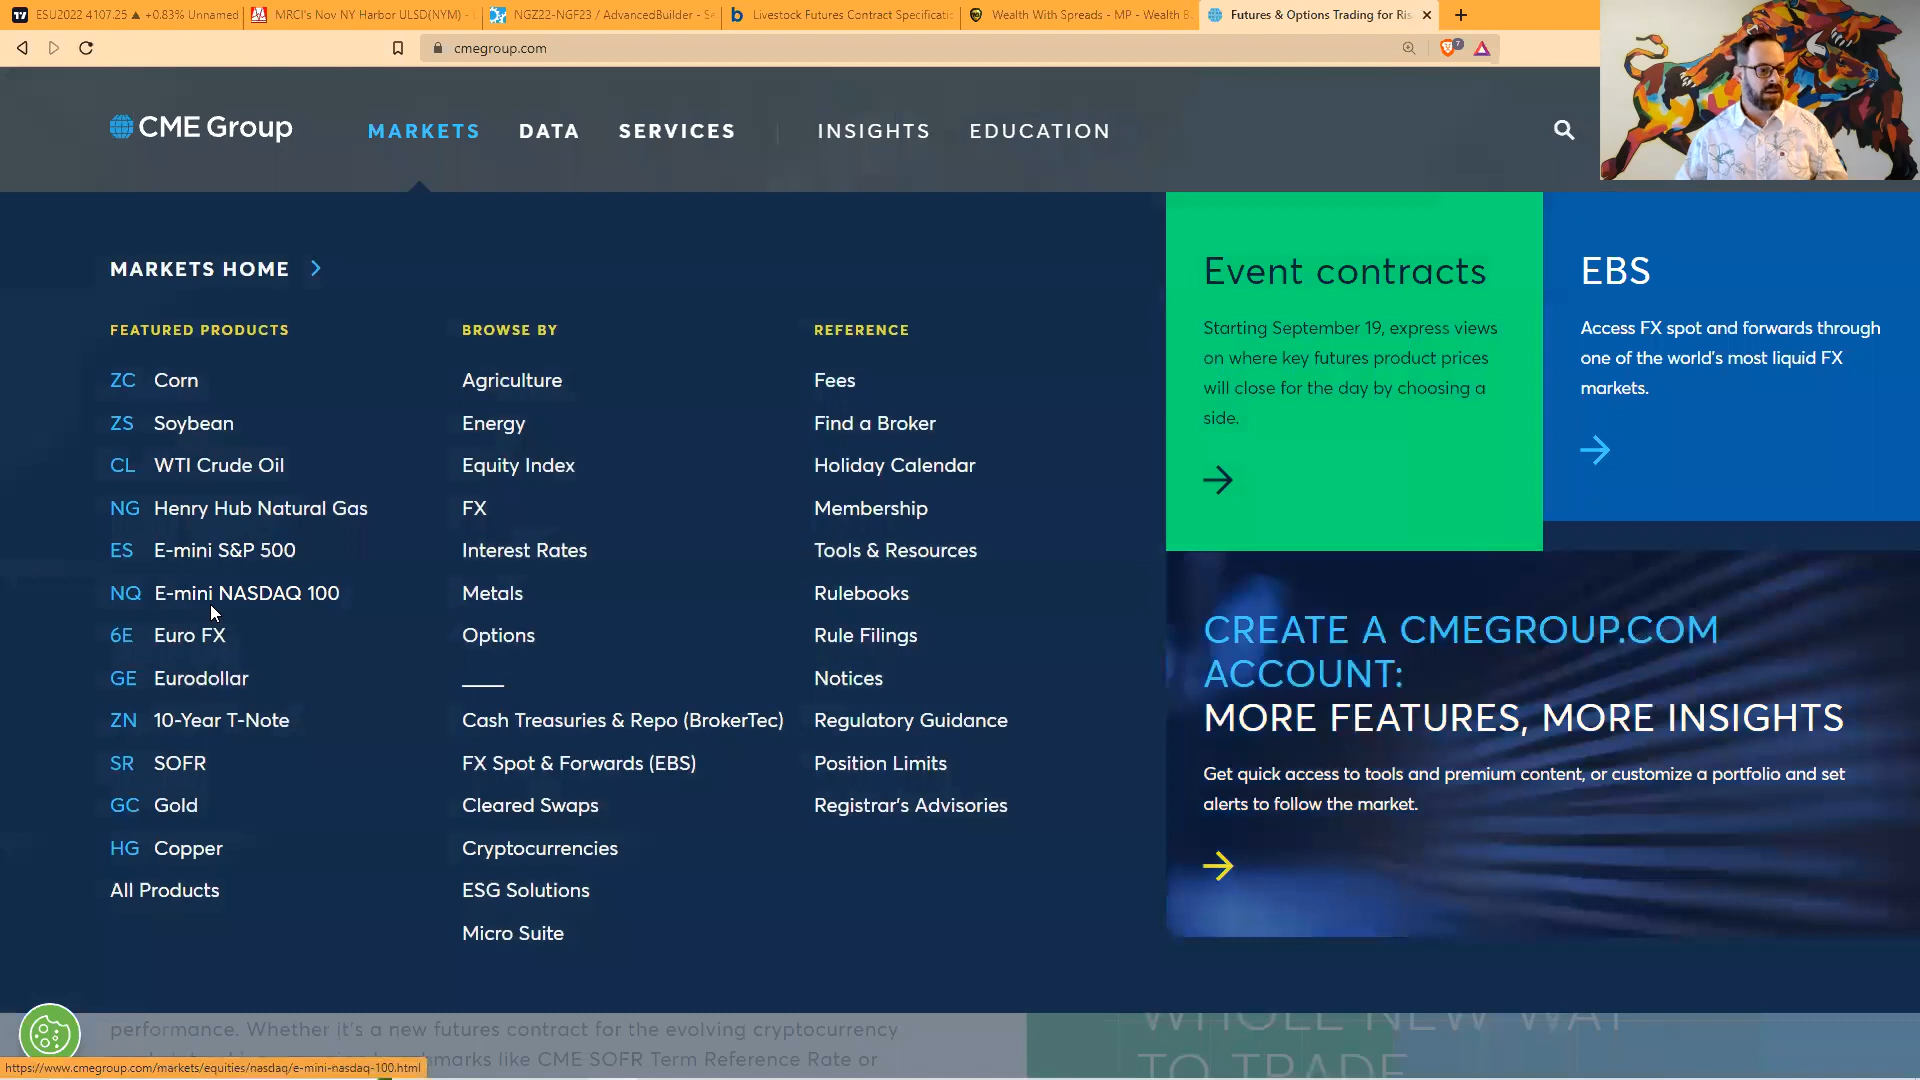 ESU2022 4107.25 ▲ +0.83% Unnamed
MRCI's Nov NY Harbor ULSD(NYM) -
NGZ22-NGF23 / AdvancedBuilder - Se
Livestock Futures Contract Specificatio
Wealth With Spreads - MP - Wealth B
Futures & Options Trading for Ris
cmegroup.com
7
CME Group
MARKETS
DATA
SERVICES
INSIGHTS
EDUCATION
MARKETS HOME
FEATURED PRODUCTS
ZC Corn
ZS Soybean
CL WTI Crude Oil
NG Henry Hub Natural Gas
ES E-mini S&P 500
NQ E-mini NASDAQ 100
6E Euro FX
GE Eurodollar
ZN 10-Year T-Note
SR SOFR
GC Gold
HG Copper
All Products
BROWSE BY
Agriculture
Energy
Equity Index
FX
Interest Rates
Metals
Options
Cash Treasuries & Repo (BrokerTec)
FX Spot & Forwards (EBS)
Cleared Swaps
Cryptocurrencies
ESG Solutions
Micro Suite
REFERENCE
Fees
Find a Broker
Holiday Calendar
Membership
Tools & Resources
Rulebooks
Rule Filings
Notices
Regulatory Guidance
Position Limits
Registrar's Advisories
Event contracts
Starting September 19, express views
on where key futures product prices
will close for the day by choosing a
side.
EBS
Access FX spot and forwards through
one of the world's most liquid FX
markets.
CREATE A CMEGROUP.COM
ACCOUNT:
MORE FEATURES, MORE INSIGHTS
Get quick access to tools and premium content, or customize a portfolio and set
alerts to follow the market.
performance. Whether it's a new futures contract for the evolving cryptocurrency
marks like CME SOFR Term Reference Rate or
WHOLE NEW WAY
TO TRADE
https://www.cmegroup.com/markets/equities/nasdaq/e-mini-nasdaq-100.html